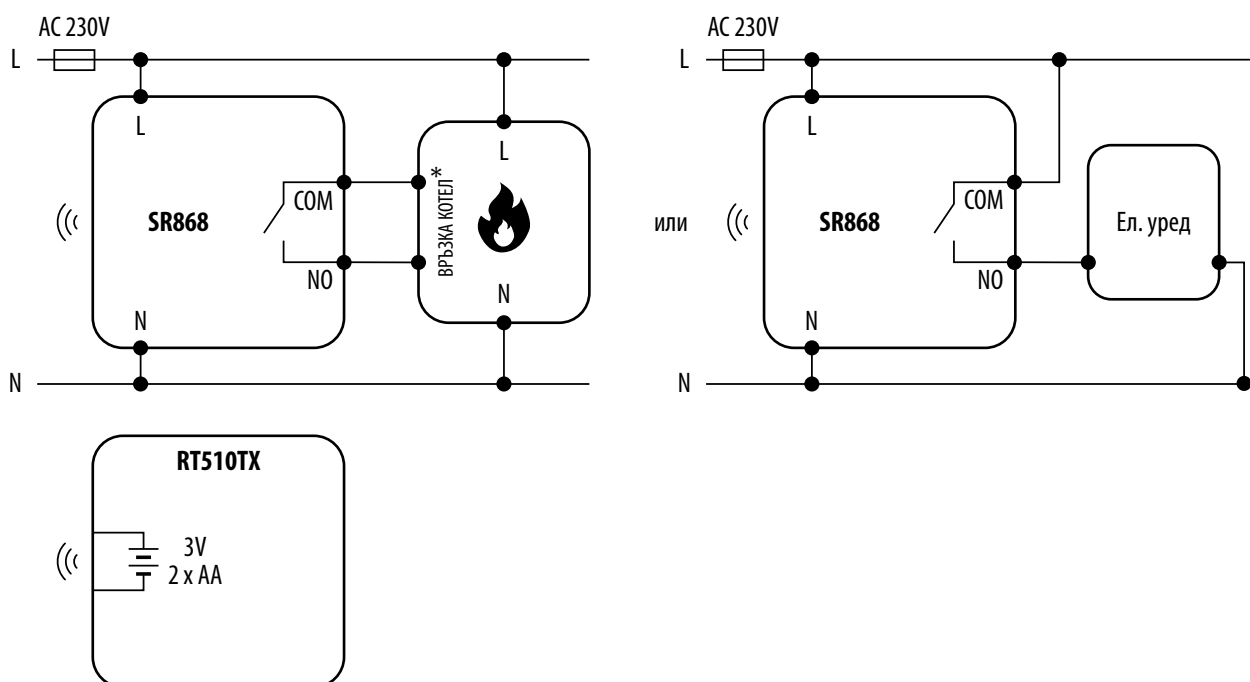 AC 230V
L
L
SR868
COM
NO
N
N
L
ВРЪЗКА КОТЕЛ*
N
или
AC 230V
L
L
SR868
COM
NO
N
N
Ел. уред
RT510TX
3V
2 x AA